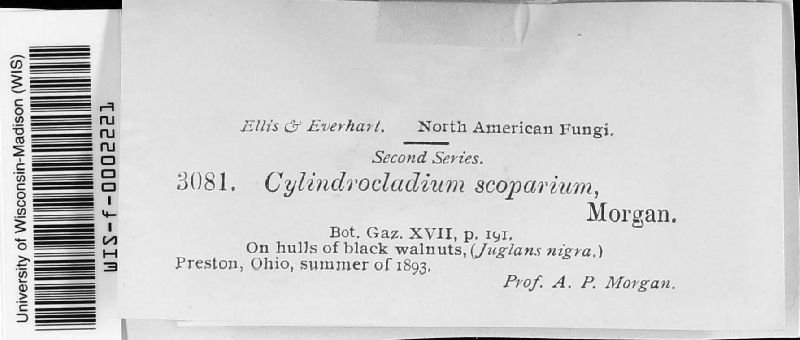 University of Wisconsin-Madison (WIS)
WIS-f-0002221
Ellis & Everhart. North American Fungi.
Second Series.
3081. Cylindrocladium scoparium,
Morgan.
Bot. Gaz. XVII, p. 191.
On hulls of black walnuts, (Juglans nigra.)
Preston, Ohio, summer of 1893.
Prof. A. P. Morgan.